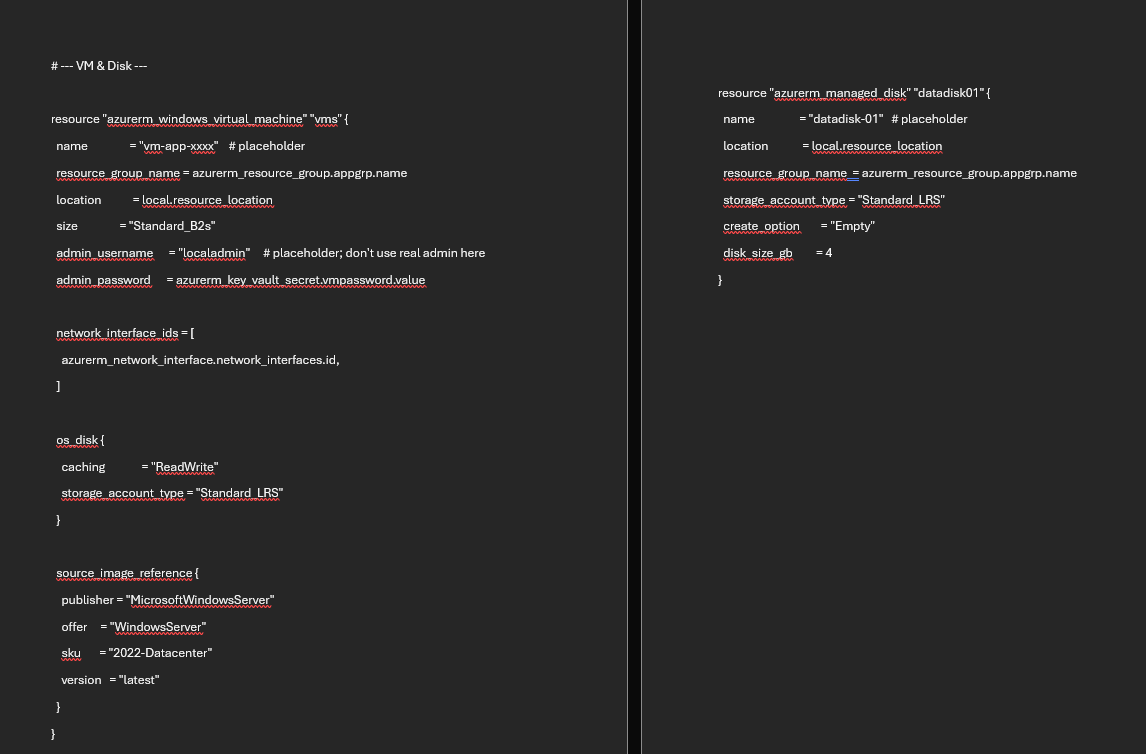 # --- VM & Disk ---
resource "azurerm_windows_virtual_machine" "vms" {
name = "vm-app-xxxx" # placeholder
resource_group_name = azurerm_resource_group.appgrp.name
location = local.resource_location
size = "Standard_B2s"
admin_username = "localadmin" # placeholder; don't use real admin here
admin_password = azurerm_key_vault_secret.vmpassword.value
network_interface_ids = [
azurerm_network_interface.network_interfaces.id,
]
os_disk {
caching = "ReadWrite"
storage_account_type = "Standard_LRS"
}
source_image_reference {
publisher = "MicrosoftWindowsServer"
offer = "WindowsServer"
sku = "2022-Datacenter"
version = "latest"
}
}
resource "azurerm_managed_disk" "datadisk01" {
name = "datadisk-01" # placeholder
location = local.resource_location
resource_group_name = azurerm_resource_group.appgrp.name
storage_account_type = "Standard_LRS"
create_option = "Empty"
disk_size_gb = 4
}